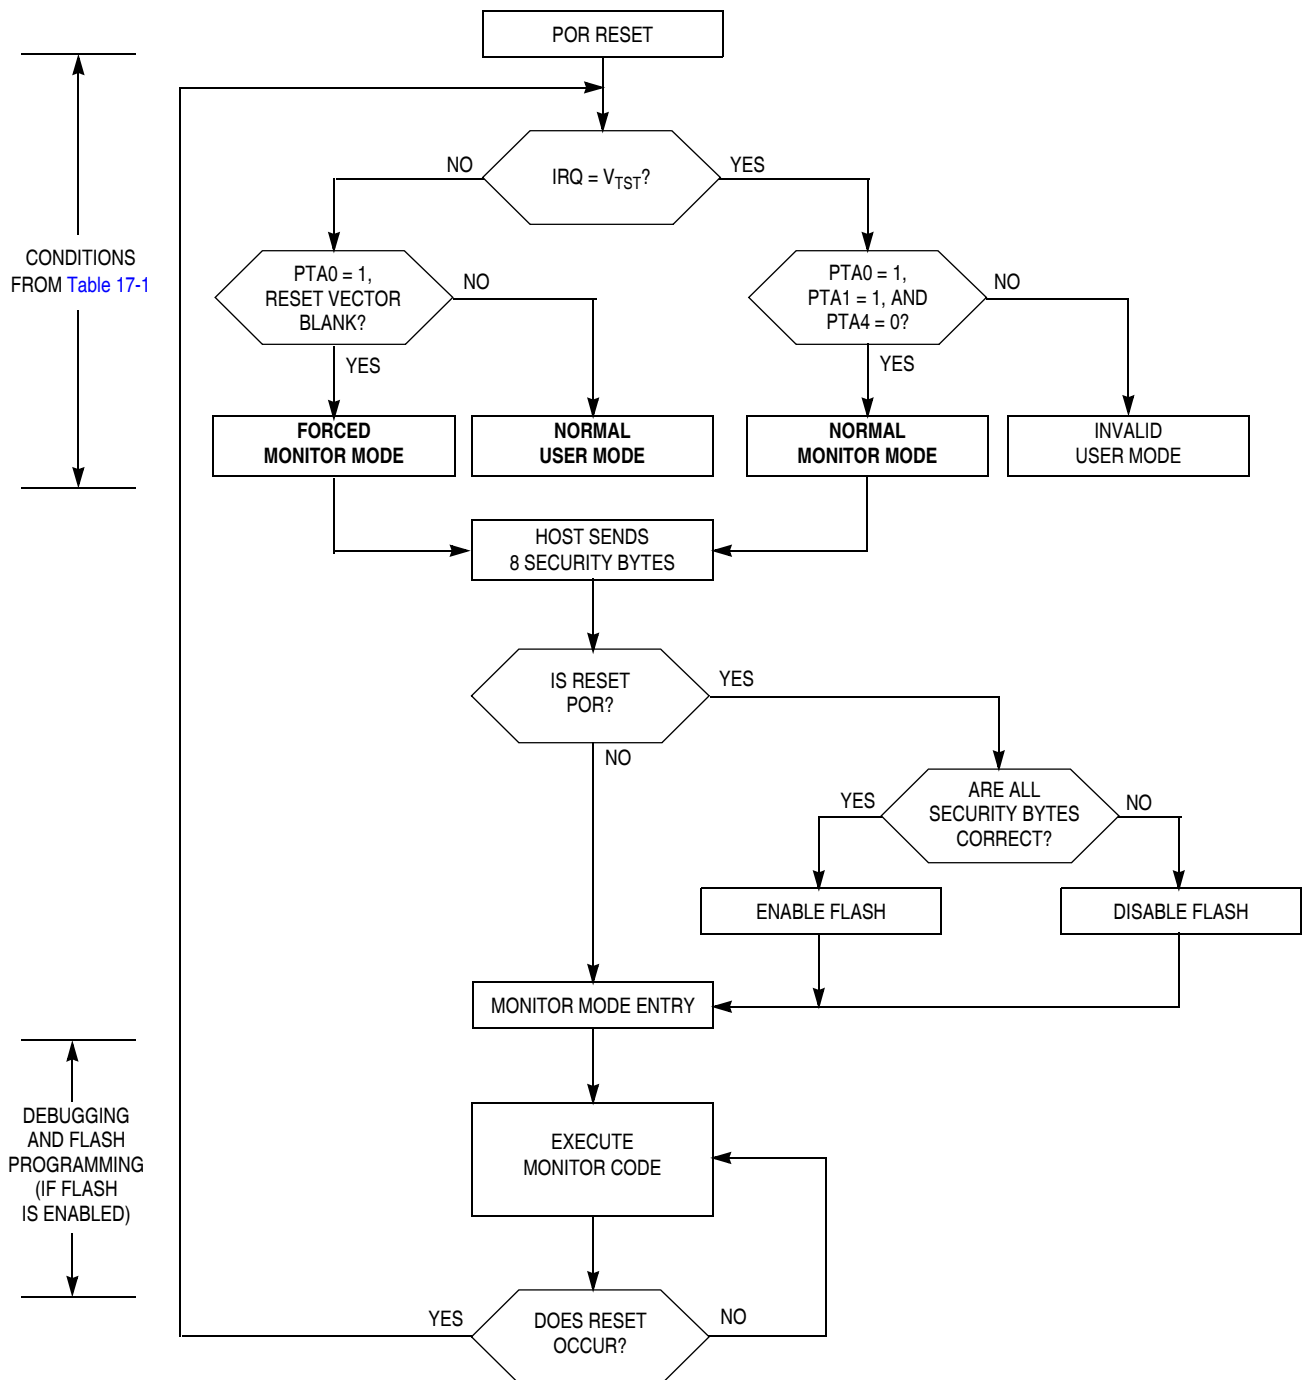 POR RESET
NO
IRQ = VTST?
YES
CONDITIONS
FROM Table 17-1
PTA0 = 1,
RESET VECTOR
BLANK?
NO
YES
PTA0 = 1,
PTA1 = 1, AND
PTA4 = 0?
NO
YES
FORCED
MONITOR MODE
NORMAL
USER MODE
NORMAL
MONITOR MODE
INVALID
USER MODE
HOST SENDS
8 SECURITY BYTES
IS RESET
POR?
YES
NO
YES
ARE ALL
SECURITY BYTES
CORRECT?
NO
ENABLE FLASH
DISABLE FLASH
MONITOR MODE ENTRY
DEBUGGING
AND FLASH
PROGRAMMING
(IF FLASH
IS ENABLED)
EXECUTE
MONITOR CODE
YES
DOES RESET
OCCUR?
NO